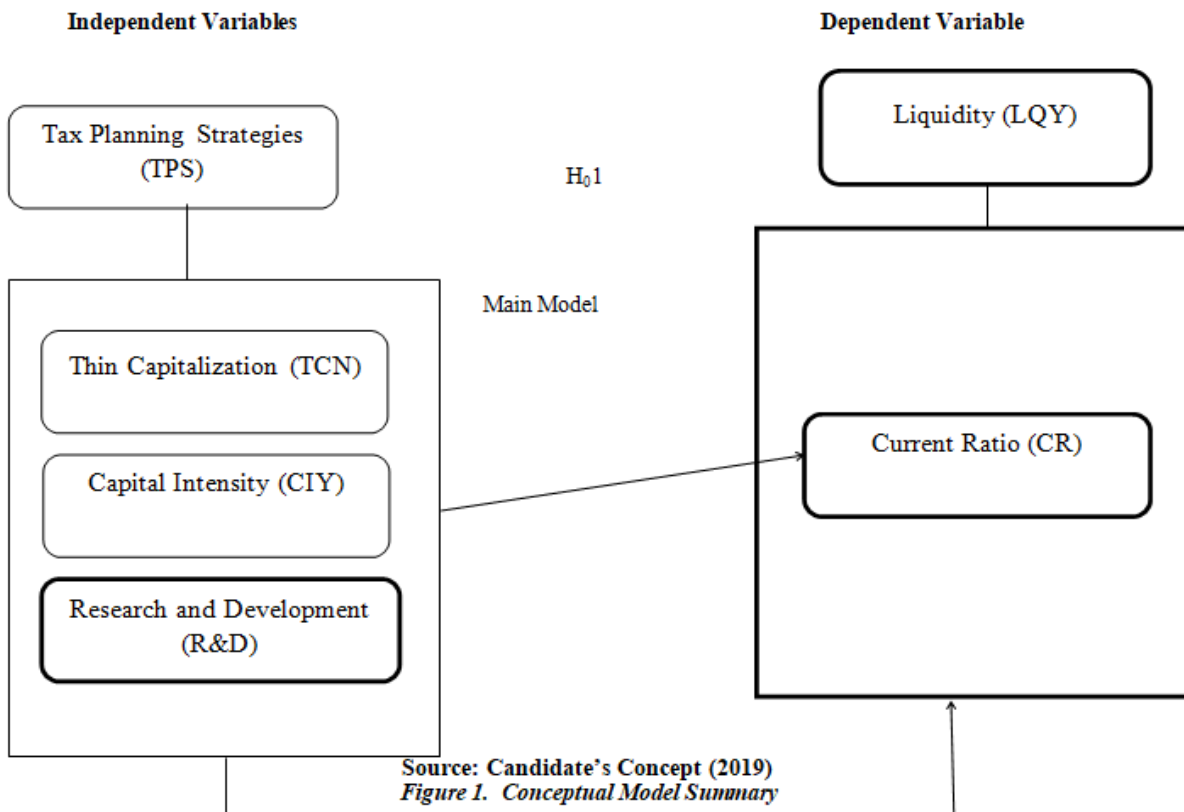 Independent Variables
Dependent Variable
Tax Planning Strategies
(TPS)
Liquidity (LQY)
H₀1
Main Model
Thin Capitalization (TCN)
Capital Intensity (CIY)
Research and Development
(R&D)
Current Ratio (CR)
Source: Candidate's Concept (2019)
Figure 1. Conceptual Model Summary